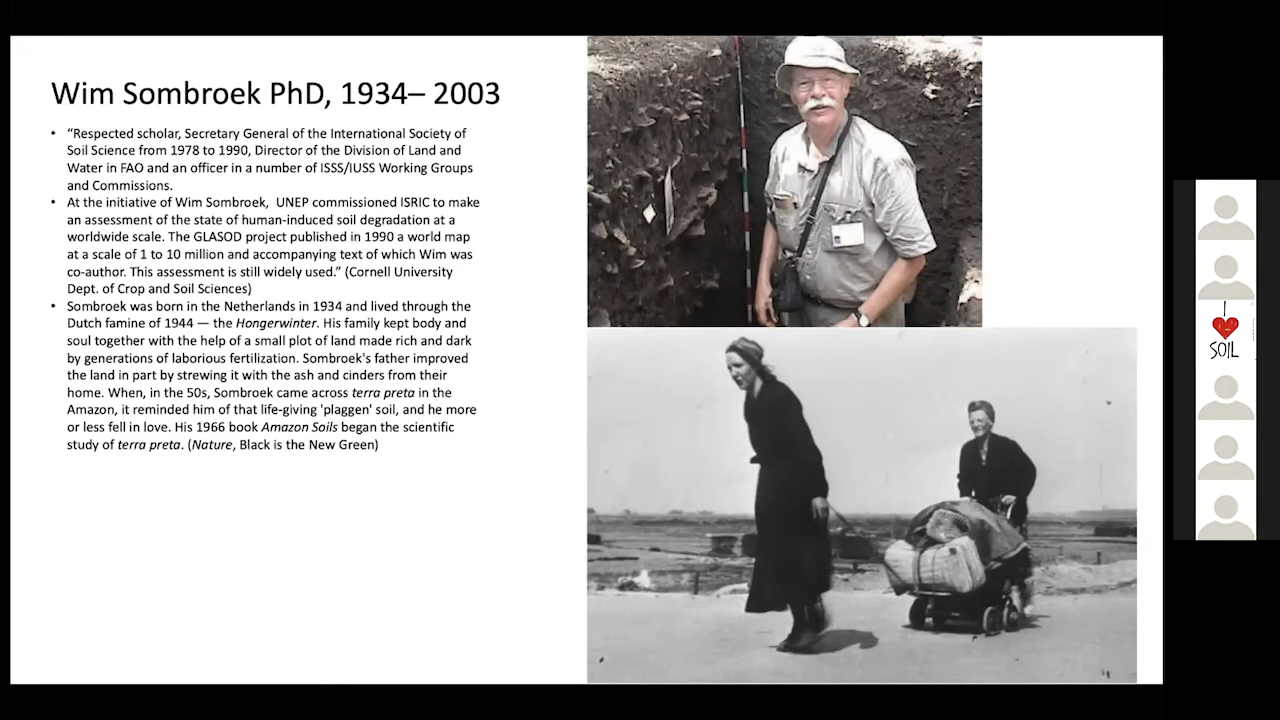 Wim Sombroek PhD, 1934– 2003
• “Respected scholar, Secretary General of the International Society of
Soil Science from 1978 to 1990, Director of the Division of Land and
Water in FAO and an officer in a number of ISSS/IUSS Working Groups
and Commissions.
• At the initiative of Wim Sombroek,  UNEP commissioned ISRIC to make
an assessment of the state of human-induced soil degradation at a
worldwide scale. The GLASOD project published in 1990 a world map
at a scale of 1 to 10 million and accompanying text of which Wim was
co-author. This assessment is still widely used.” (Cornell University
Dept. of Crop and Soil Sciences)
• Sombroek was born in the Netherlands in 1934 and lived through the
Dutch famine of 1944 — the Hongerwinter. His family kept body and
soul together with the help of a small plot of land made rich and dark
by generations of laborious fertilization. Sombroek's father improved
the land in part by strewing it with the ash and cinders from their
home. When, in the 50s, Sombroek came across terra preta in the
Amazon, it reminded him of that life-giving 'plaggen' soil, and he more
or less fell in love. His 1966 book Amazon Soils began the scientific
study of terra preta. (Nature, Black is the New Green)
I
SOIL